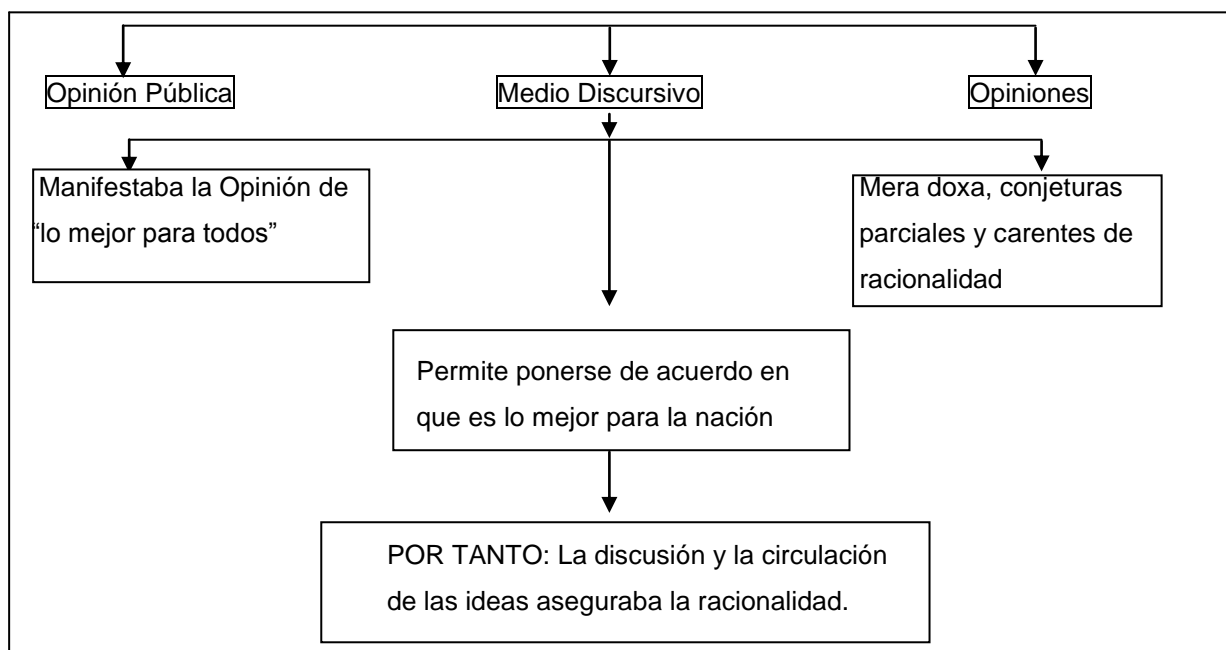 Opinión Pública
Medio Discursivo
Opiniones
Manifestaba la Opinión de
“lo mejor para todos”
Mera doxa, conjeturas
parciales y carentes de
racionalidad
Permite ponerse de acuerdo en
que es lo mejor para la nación
POR TANTO: La discusión y la circulación
de las ideas aseguraba la racionalidad.